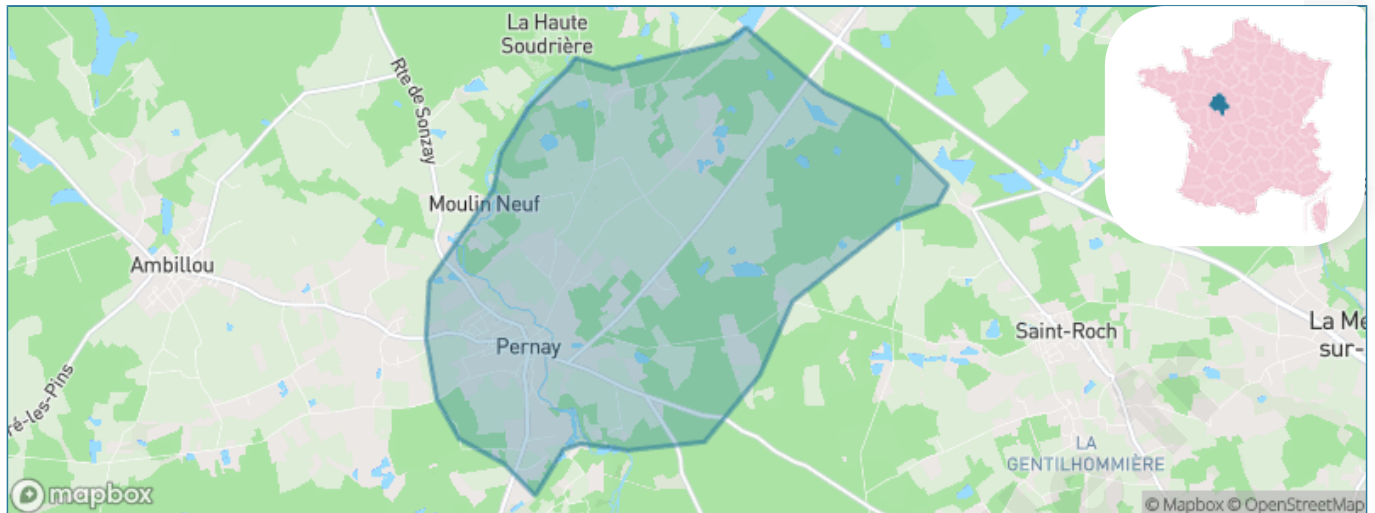 La Haute
Soudrière
Rte de Sonzay
Moulin Neuf
Ambillou
Pernay
Saint-Roch
La Me
sur-
ré-les-Pins
LA
GENTILHOMMIÈRE
mapbox
© Mapbox © OpenStreetMap